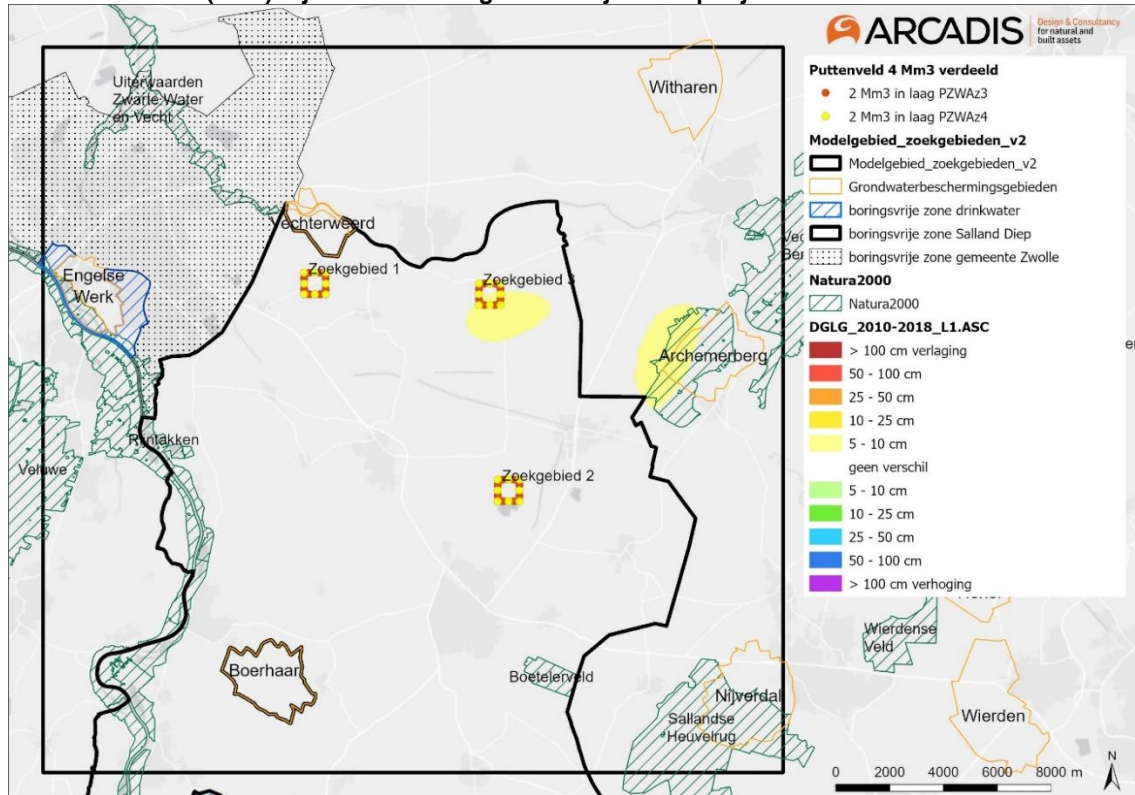 ARCADIS
Design & Consultancy
for natural and
built assets
Puttenveld 4 Mm3 verdeeld
2 Mm3 in laag PZWAz3
2 Mm3 in laag PZWAz4
Modelgebied_zoekgebieden_v2
Modelgebied_zoekgebieden_v2
Grondwaterbeschermingsgebieden
boringsvrije zone drinkwater
boringsvrije zone Salland Diep
boringsvrije zone gemeente Zwolle
Natura2000
Natura2000
DGLG_2010-2018_L1.ASC
> 100 cm verlaging
50 - 100 cm
25 - 50 cm
10 - 25 cm
5 - 10 cm
geen verschil
5 - 10 cm
10 - 25 cm
25 - 50 cm
50 - 100 cm
> 100 cm verhoging
Uiterwaarden
Zwarte Water
en Vecht
Witharen
Vechterweerd
Zoekgebied 1
Zoekgebied 3
Engelse
Werk
Archemerberg
Rijntakken
Veluwe
Zoekgebied 2
Boerhaar
Boetelerveld
Nijverdal
Sallandse
Heuvelrug
Wierdense
Veld
Wierden
0 2000 4000 6000 8000 m
N